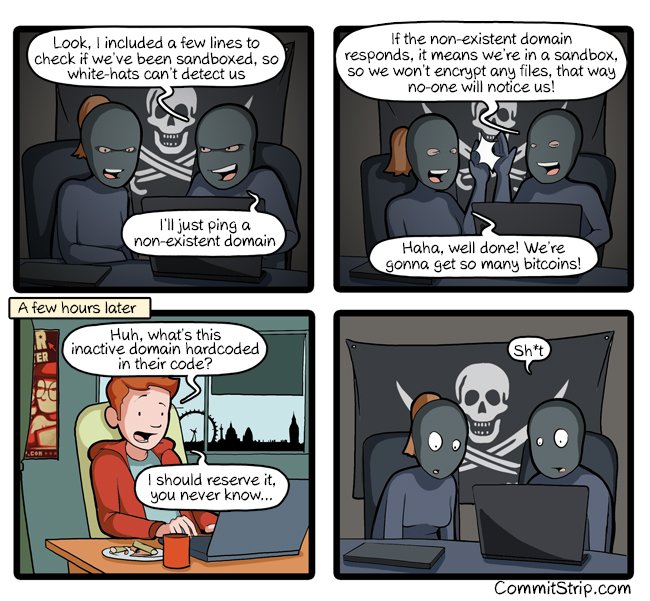 Look, I included a few lines to
check if we've been sandboxed, so
white-hats can't detect us
I'll just ping a
non-existent domain
If the non-existent domain
responds, it means we're in a sandbox,
so we won't encrypt any files, that way
no-one will notice us!
Haha, well done! We're
gonna get so many bitcoins!
A few hours later
Huh, what's this
inactive domain hardcoded
in their code?
I should reserve it,
you never know...
R
ER
.COM
Sh*t
CommitStrip.com